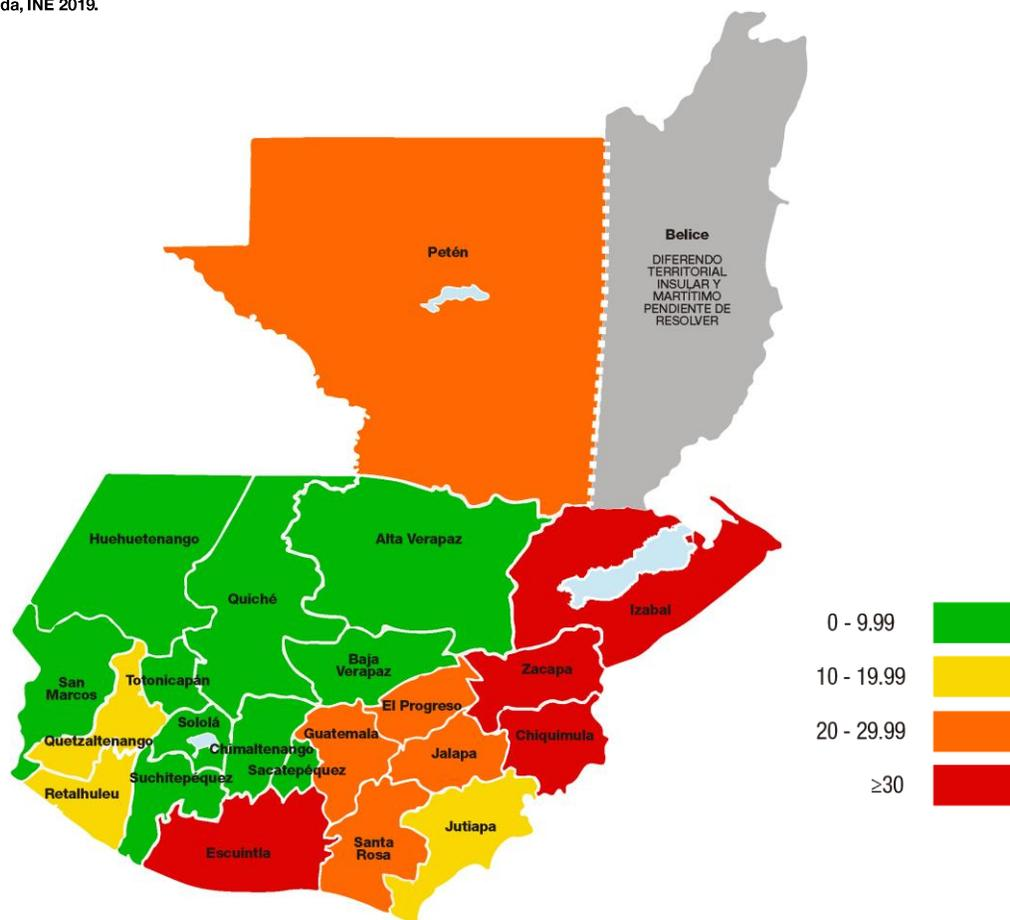 da, INE 2019.
Belice
DIFERENDO
TERRITORIAL
INSULAR Y
MARTÍTIMO
PENDIENTE DE
RESOLVER
Petén
Huehuetenango
Alta Verapaz
Quiché
Izabal
0 - 9.99
Baja
Verapaz
Zacapa
San
Marcos
Totonicapán
10 - 19.99
El Progreso
Sololá
Guatemala
Chiquimula
20 - 29.99
Quetzaltenango
Chimaltenango
Jalapa
Sacatepéquez
Suchitepéquez
≥30
Retalhuleu
Jutiapa
Santa
Rosa
Escuintla